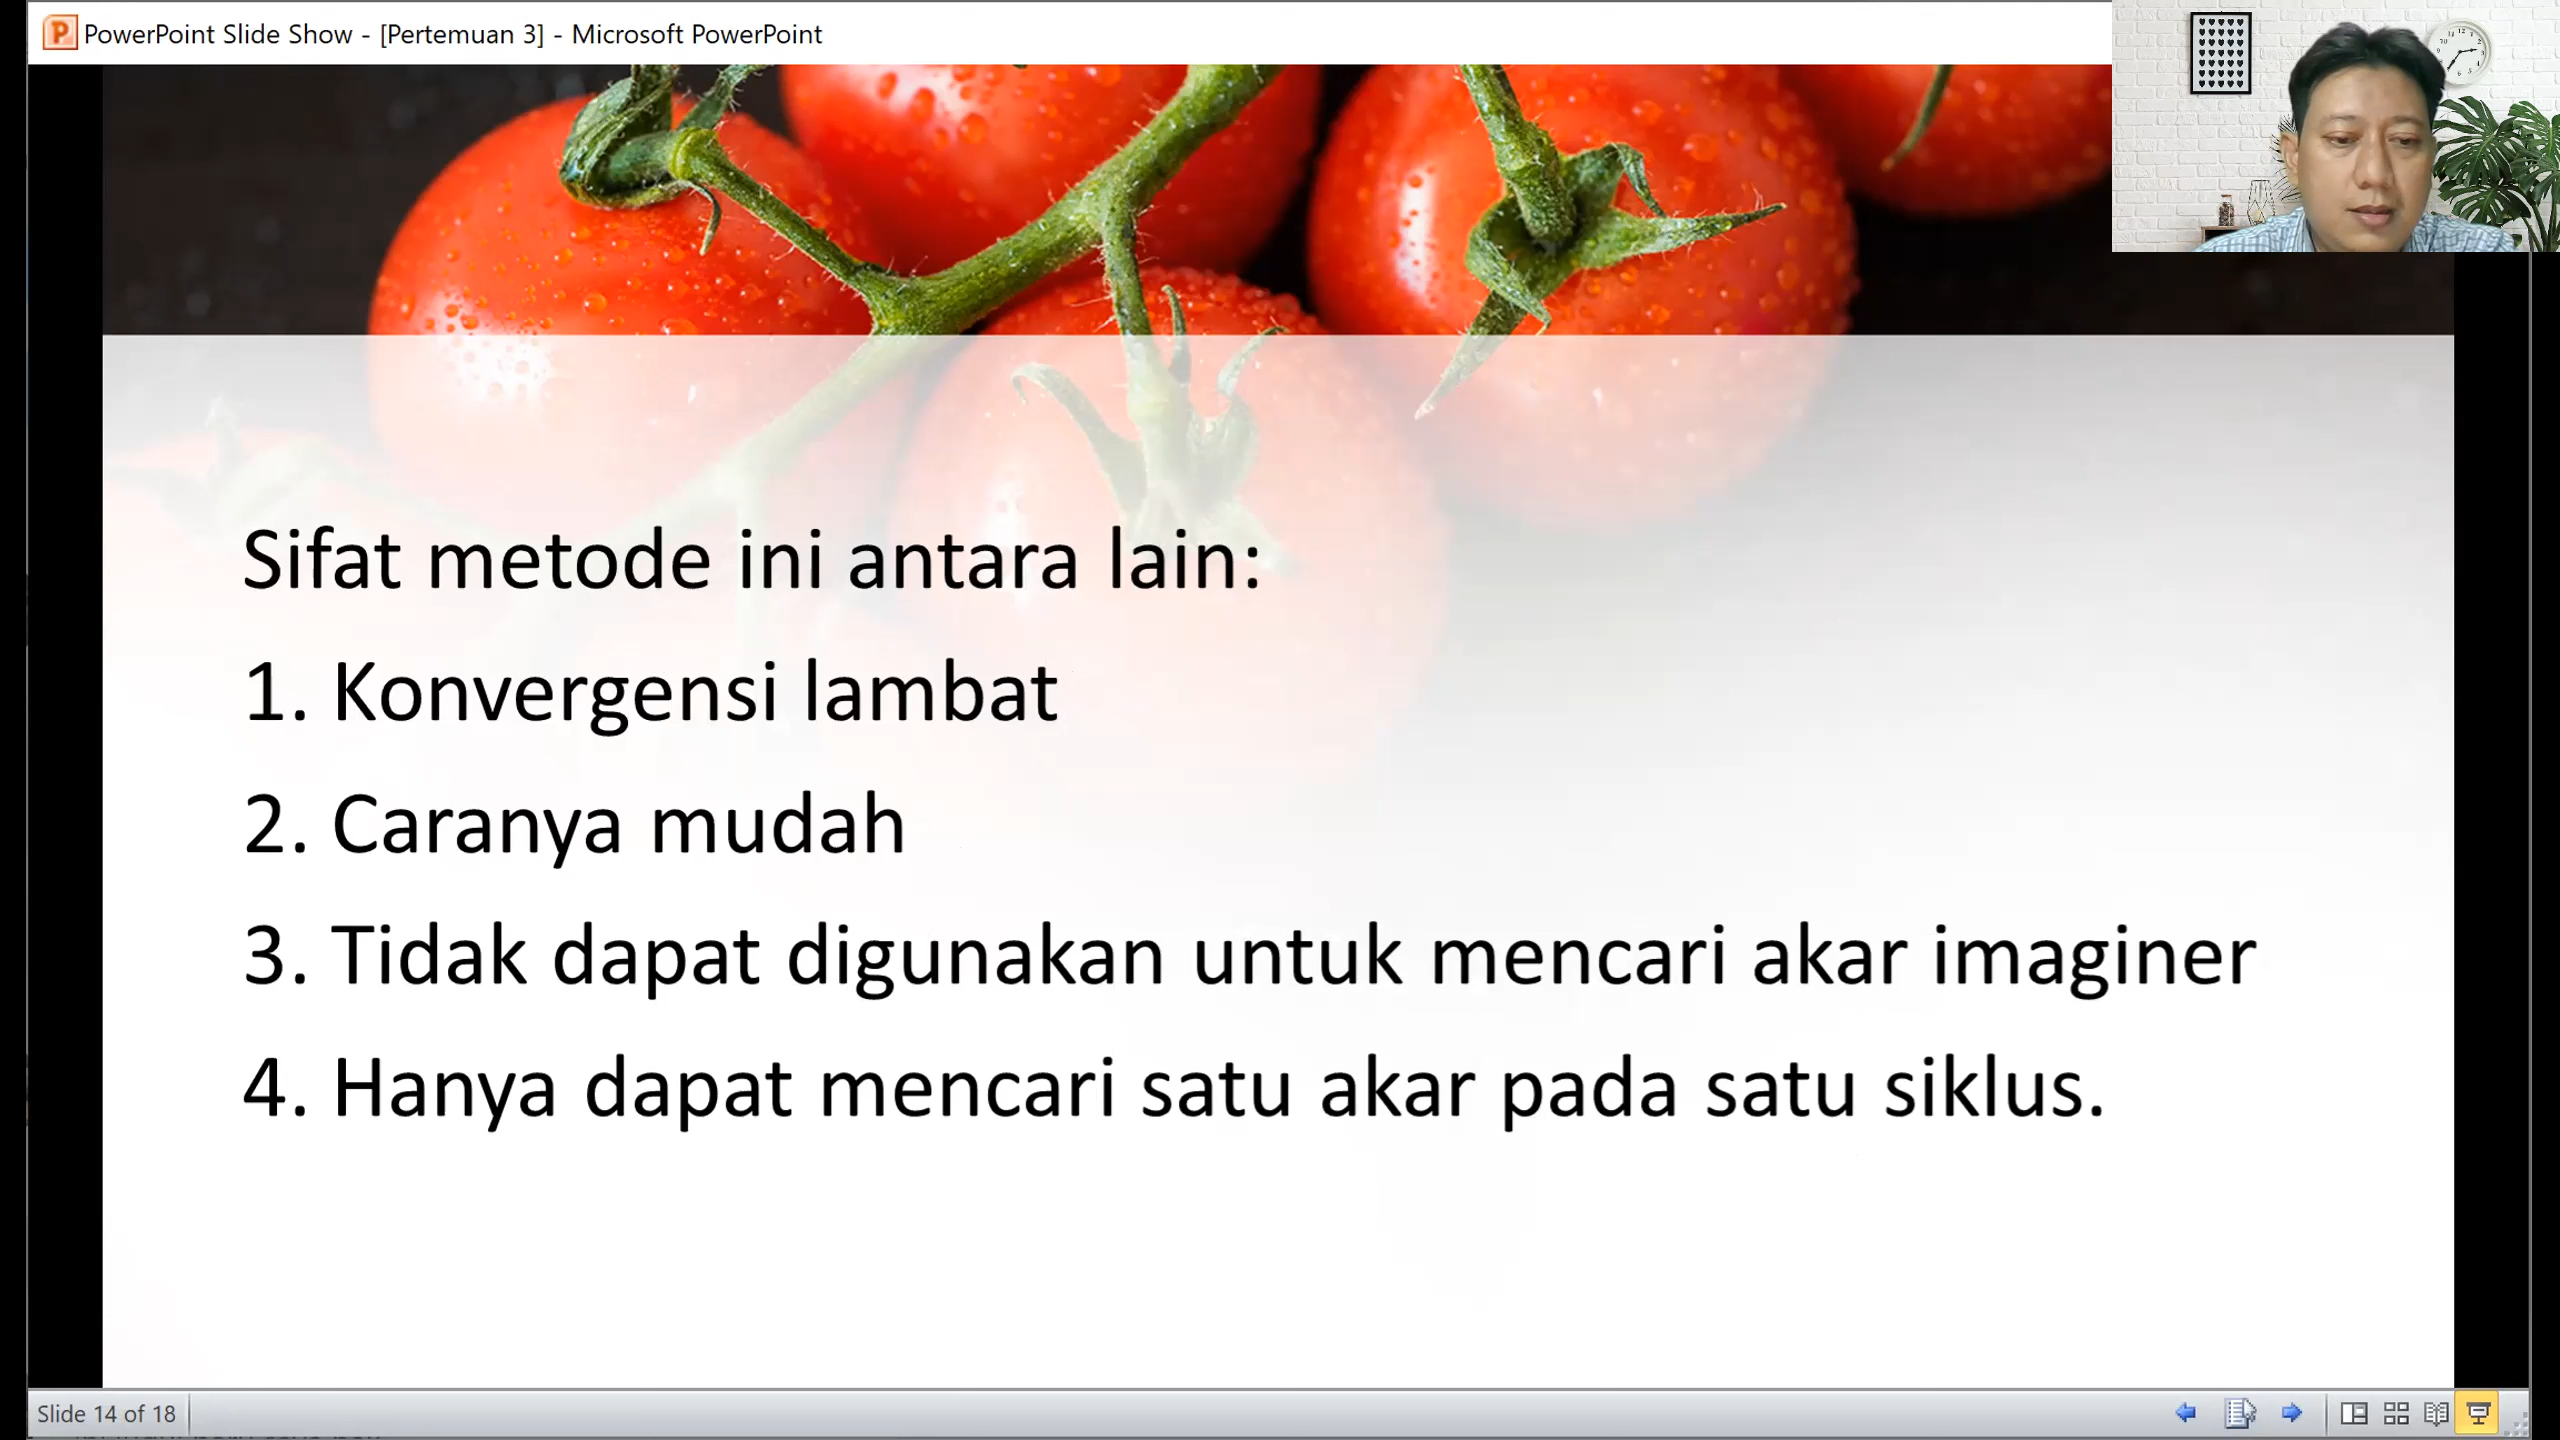 PowerPoint Slide Show - [Pertemuan 3] - Microsoft PowerPoint
Sifat metode ini antara lain:
1. Konvergensi lambat
2. Caranya mudah
3. Tidak dapat digunakan untuk mencari akar imaginer
4. Hanya dapat mencari satu akar pada satu siklus.
Slide 14 of 18